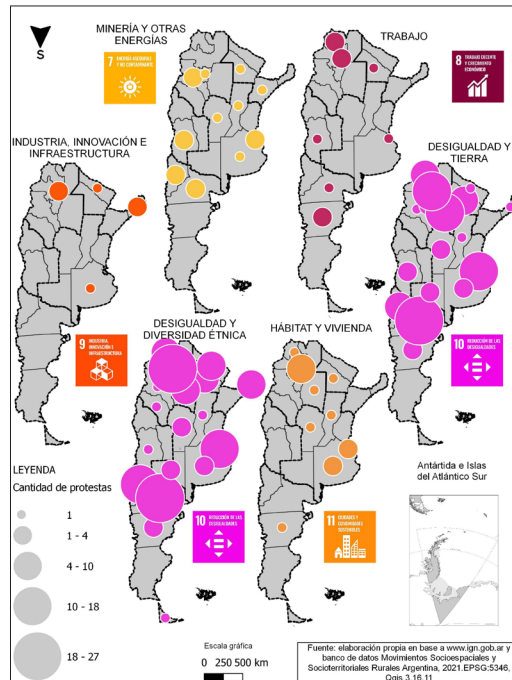 MINERÍA Y OTRAS
ENERGÍAS
7 ENERGÍA ASEQUIBLE
Y NO CONTAMINANTE
TRABAJO
8 TRABAJO DECENTE
Y CRECIMIENTO
ECONÓMICO
INDUSTRIA, INNOVACIÓN E
INFRAESTRUCTURA
9 INDUSTRIA,
INNOVACIÓN E
INFRAESTRUCTURA
DESIGUALDAD Y
TIERRA
10 REDUCCIÓN DE LAS
DESIGUALDADES
DESIGUALDAD Y
DIVERSIDAD ÉTNICA
10 REDUCCIÓN DE LAS
DESIGUALDADES
HÁBITAT Y VIVIENDA
11 CIUDADES Y
COMUNIDADES
SOSTENIBLES
LEYENDA
Cantidad de protestas
1
1 - 4
4 - 10
10 - 18
18 - 27
Antártida e Islas
del Atlántico Sur
Escala gráfica
0 250 500 km
Fuente: elaboración propia en base a www.ign.gob.ar y
banco de datos Movimientos Socioespaciales y
Socioterritoriales Rurales Argentina, 2021.EPSG:5346,
Qgis 3.16.11